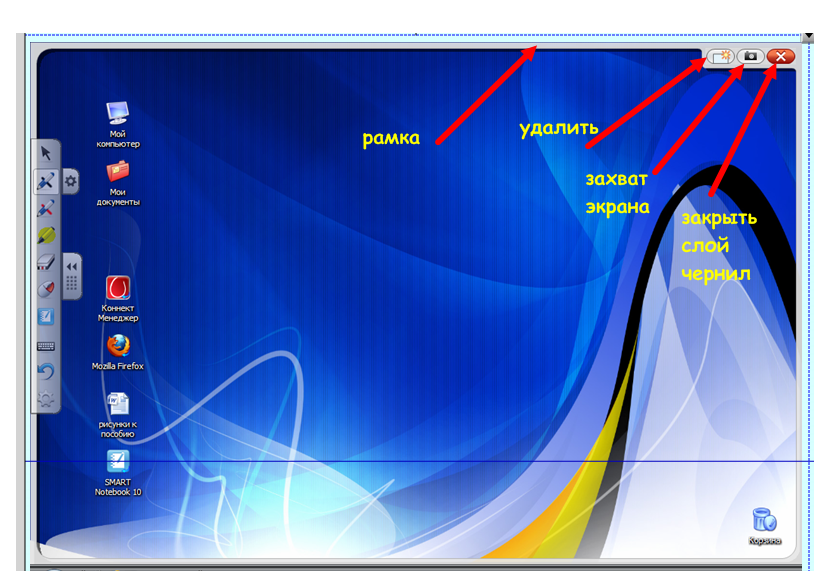 рамка
удалить
захват
экрана
закрыть
слой
чернил
Мой
компьютер
Мои
документы
Коннект
Менеджер
Mozilla Firefox
рисунки к
пособию
SMART
Notebook 10
Корзина